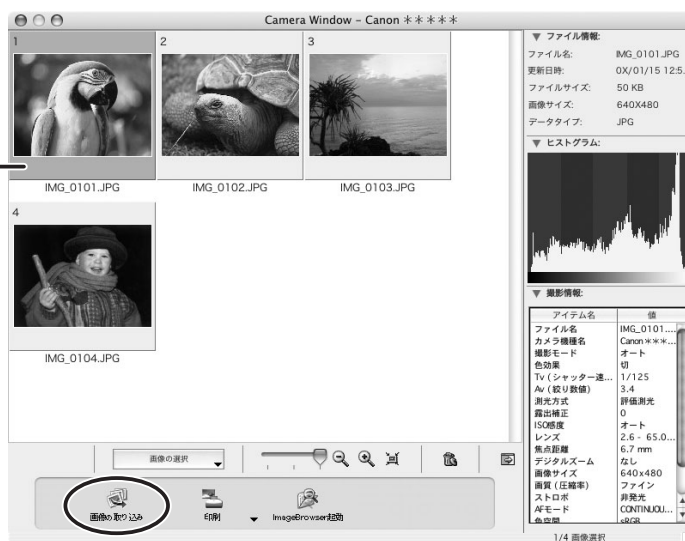 Camera Window - Canon ＊＊＊＊＊
1
2
3
IMG_0101.JPG
IMG_0102.JPG
IMG_0103.JPG
4
IMG_0104.JPG
▼ ファイル情報:
ファイル名: IMG_0101.JPG
更新日時: 0X/01/15 12:5.
ファイルサイズ: 50 KB
画像サイズ: 640X480
データタイプ: JPG
▼ ヒストグラム:
▼ 撮影情報:
アイテム名 値
ファイル名 IMG_0101....
カメラ機種名 Canon＊＊＊...
撮影モード オート
色効果 切
Tv (シャッター速... 1/125
Av (絞り数値) 3.4
測光方式 評価測光
露出補正 0
ISO感度 オート
レンズ 2.6 - 65.0...
焦点距離 6.7 mm
デジタルズーム なし
画像サイズ 640x480
画質 (圧縮率) ファイン
ストロボ 非発光
AFモード CONTINUOU...
色空間 sRGB
画像の選択
画像の取り込み
印刷
ImageBrowser起動
1/4 画像選択